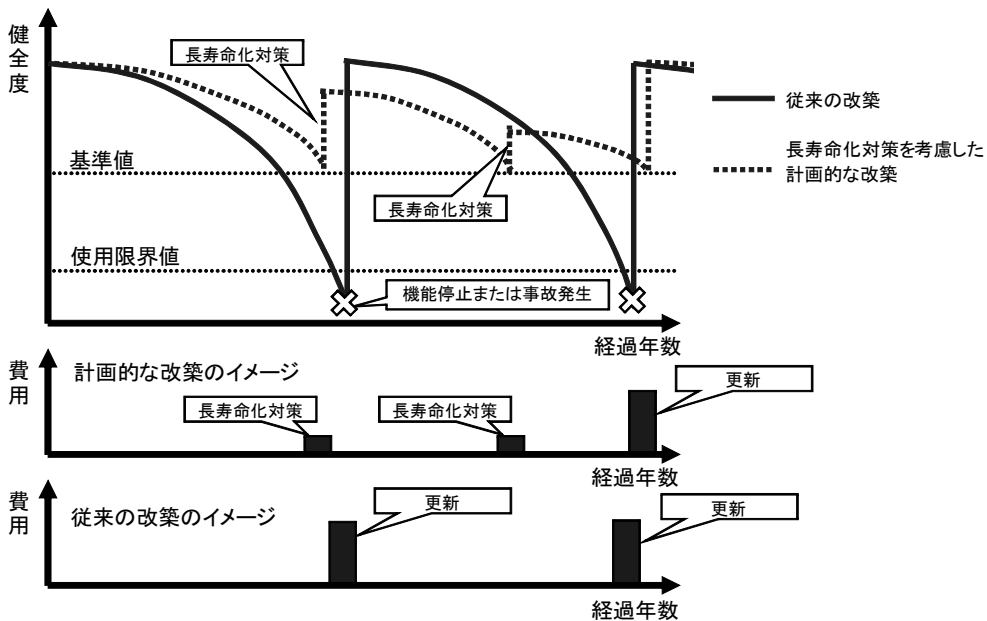 健全度
長寿命化対策
従来の改築
長寿命化対策を考慮した
計画的な改築
基準値
長寿命化対策
使用限界値
機能停止または事故発生
経過年数
費用
計画的な改築のイメージ
更新
長寿命化対策
長寿命化対策
経過年数
費用
従来の改築のイメージ
更新
更新
経過年数